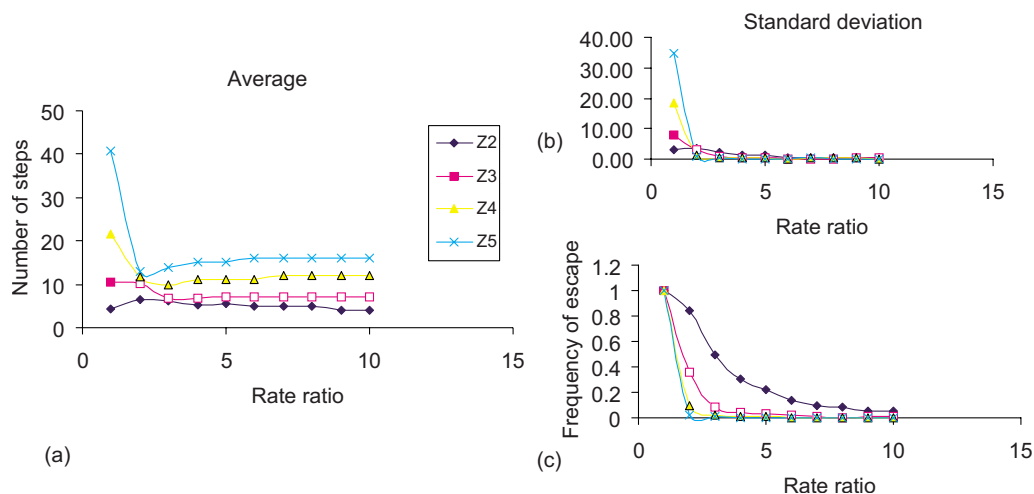 Average
Number of steps
50
40
30
20
10
0
0
5
10
15
Rate ratio
(a)
Z2
Z3
Z4
Z5
Standard deviation
40.00
30.00
20.00
10.00
0.00
0
5
10
15
Rate ratio
(b)
Frequency of escape
1.2
1
0.8
0.6
0.4
0.2
0
0
5
10
15
Rate ratio
(c)